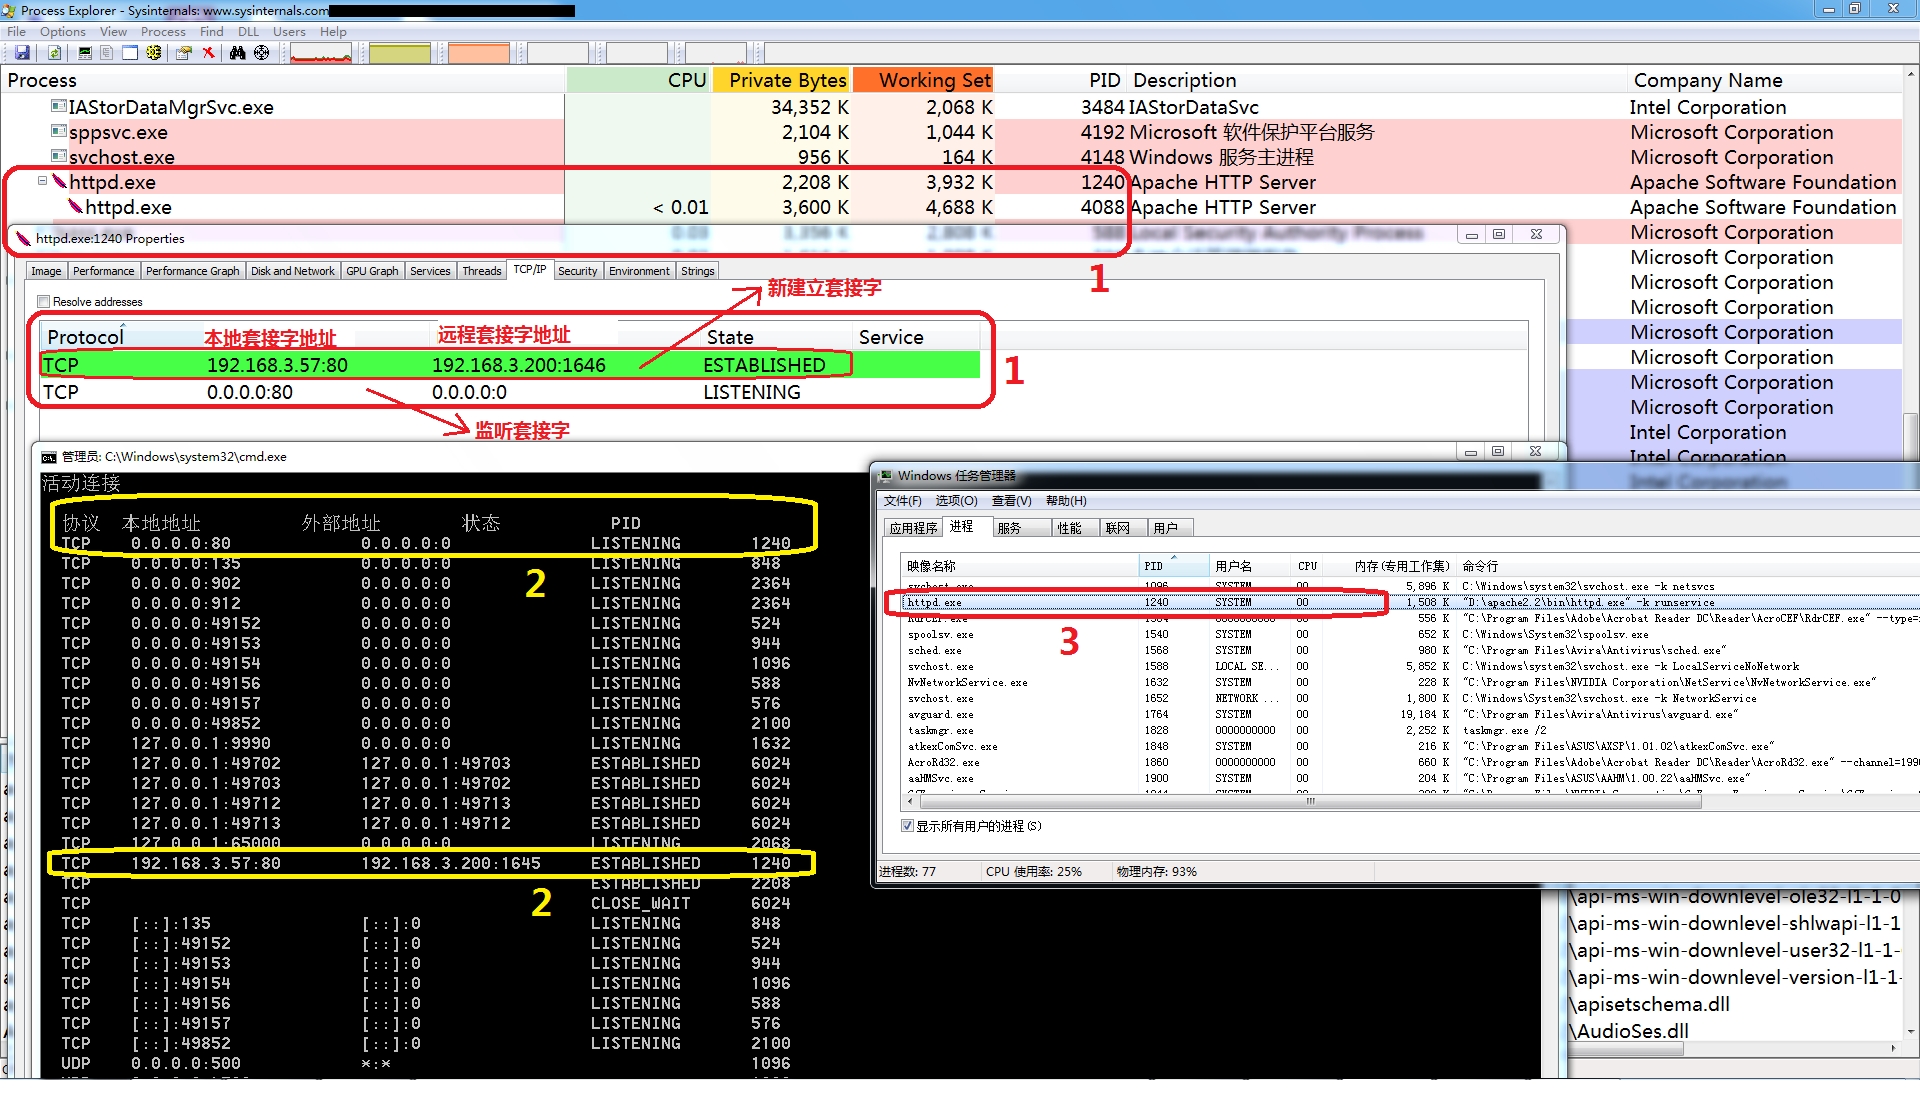 Process Explorer - Sysinternals: www.sysinternals.com
File Options View Process Find DLL Users Help
Process CPU Private Bytes Working Set PID Description Company Name
IAStorDataMgrSvc.exe 34,352 K 2,068 K 3484 IAStorDataSvc Intel Corporation
sppsvc.exe 2,104 K 1,044 K 4192 Microsoft 软件保护平台服务 Microsoft Corporation
svchost.exe 956 K 164 K 4148 Windows 服务主进程 Microsoft Corporation
httpd.exe 2,208 K 3,932 K 1240 Apache HTTP Server Apache Software Foundation
httpd.exe < 0.01 3,600 K 4,688 K 4088 Apache HTTP Server Apache Software Foundation
0.03 3,356 K 2,808 K 588 Local Security Authority Process Microsoft Corporation
Microsoft Corporation
Microsoft Corporation
Microsoft Corporation
Microsoft Corporation
Microsoft Corporation
Microsoft Corporation
Microsoft Corporation
Intel Corporation
Intel Corporation
httpd.exe:1240 Properties
1
Image Performance Performance Graph Disk and Network GPU Graph Services Threads TCP/IP Security Environment Strings
新建立套接字
Resolve addresses
Protocol 本地套接字地址 远程套接字地址 State Service
TCP 192.168.3.57:80 192.168.3.200:1646 ESTABLISHED
TCP 0.0.0.0:80 0.0.0.0:0 LISTENING
1
监听套接字
管理员: C:\Windows\system32\cmd.exe
活动连接
协议 本地地址 外部地址 状态 PID
TCP 0.0.0.0:80 0.0.0.0:0 LISTENING 1240
TCP 0.0.0.0:135 0.0.0.0:0 LISTENING 848
TCP 0.0.0.0:902 0.0.0.0:0 LISTENING 2364
TCP 0.0.0.0:912 0.0.0.0:0 LISTENING 2364
TCP 0.0.0.0:49152 0.0.0.0:0 LISTENING 524
TCP 0.0.0.0:49153 0.0.0.0:0 LISTENING 944
TCP 0.0.0.0:49154 0.0.0.0:0 LISTENING 1096
TCP 0.0.0.0:49156 0.0.0.0:0 LISTENING 588
TCP 0.0.0.0:49157 0.0.0.0:0 LISTENING 576
TCP 0.0.0.0:49852 0.0.0.0:0 LISTENING 2100
TCP 127.0.0.1:9990 0.0.0.0:0 LISTENING 1632
TCP 127.0.0.1:49702 127.0.0.1:49703 ESTABLISHED 6024
TCP 127.0.0.1:49703 127.0.0.1:49702 ESTABLISHED 6024
TCP 127.0.0.1:49712 127.0.0.1:49713 ESTABLISHED 6024
TCP 127.0.0.1:49713 127.0.0.1:49712 ESTABLISHED 6024
TCP 127.0.0.1:65000 0.0.0.0:0 LISTENING 2068
TCP 192.168.3.57:80 192.168.3.200:1645 ESTABLISHED 1240
TCP ESTABLISHED 2208
TCP CLOSE_WAIT 6024
TCP [::]:135 [::]:0 LISTENING 848
TCP [::]:49152 [::]:0 LISTENING 524
TCP [::]:49153 [::]:0 LISTENING 944
TCP [::]:49154 [::]:0 LISTENING 1096
TCP [::]:49156 [::]:0 LISTENING 588
TCP [::]:49157 [::]:0 LISTENING 576
TCP [::]:49852 [::]:0 LISTENING 2100
UDP 0.0.0.0:500 *:* 1096
2
2
Windows 任务管理器
文件(F) 选项(O) 查看(V) 帮助(H)
应用程序 进程 服务 性能 联网 用户
映像名称 PID 用户名 CPU 内存(专用工作集) 命令行
svchost.exe 1096 SYSTEM 00 5,896 K C:\Windows\system32\svchost.exe -k netsvcs
httpd.exe 1240 SYSTEM 00 1,508 K "D:\apache2.2\bin\httpd.exe" -k runservice
RdrCEF.exe 1384 0000000000 00 556 K "C:\Program Files\Adobe\Acrobat Reader DC\Reader\AcroCEF\RdrCEF.exe" --type=
spoolsv.exe 1540 SYSTEM 00 652 K C:\Windows\System32\spoolsv.exe
sched.exe 1568 SYSTEM 00 980 K "C:\Program Files\Avira\Antivirus\sched.exe"
svchost.exe 1588 LOCAL SE... 00 5,852 K C:\Windows\system32\svchost.exe -k LocalServiceNoNetwork
NvNetworkService.exe 1632 SYSTEM 00 228 K "C:\Program Files\NVIDIA Corporation\NetService\NvNetworkService.exe"
svchost.exe 1652 NETWORK ... 00 1,800 K C:\Windows\System32\svchost.exe -k NetworkService
avguard.exe 1764 SYSTEM 00 19,184 K "C:\Program Files\Avira\Antivirus\avguard.exe"
taskmgr.exe 1828 0000000000 00 2,252 K taskmgr.exe /2
atkexComSvc.exe 1848 SYSTEM 00 216 K "C:\Program Files\ASUS\AXSP\1.01.02\atkexComSvc.exe"
AcroRd32.exe 1860 0000000000 00 660 K "C:\Program Files\Adobe\Acrobat Reader DC\Reader\AcroRd32.exe" --channel=1990
aaHMSvc.exe 1900 SYSTEM 00 204 K "C:\Program Files\ASUS\AAHM\1.00.22\aaHMSvc.exe"
3
显示所有用户的进程(S)
进程数: 77 CPU 使用率: 25% 物理内存: 93%
\api-ms-win-downlevel-ole32-l1-1-0
\api-ms-win-downlevel-shlwapi-l1-1
\api-ms-win-downlevel-user32-l1-1-
\api-ms-win-downlevel-version-l1-1-
\apisetschema.dll
\AudioSes.dll